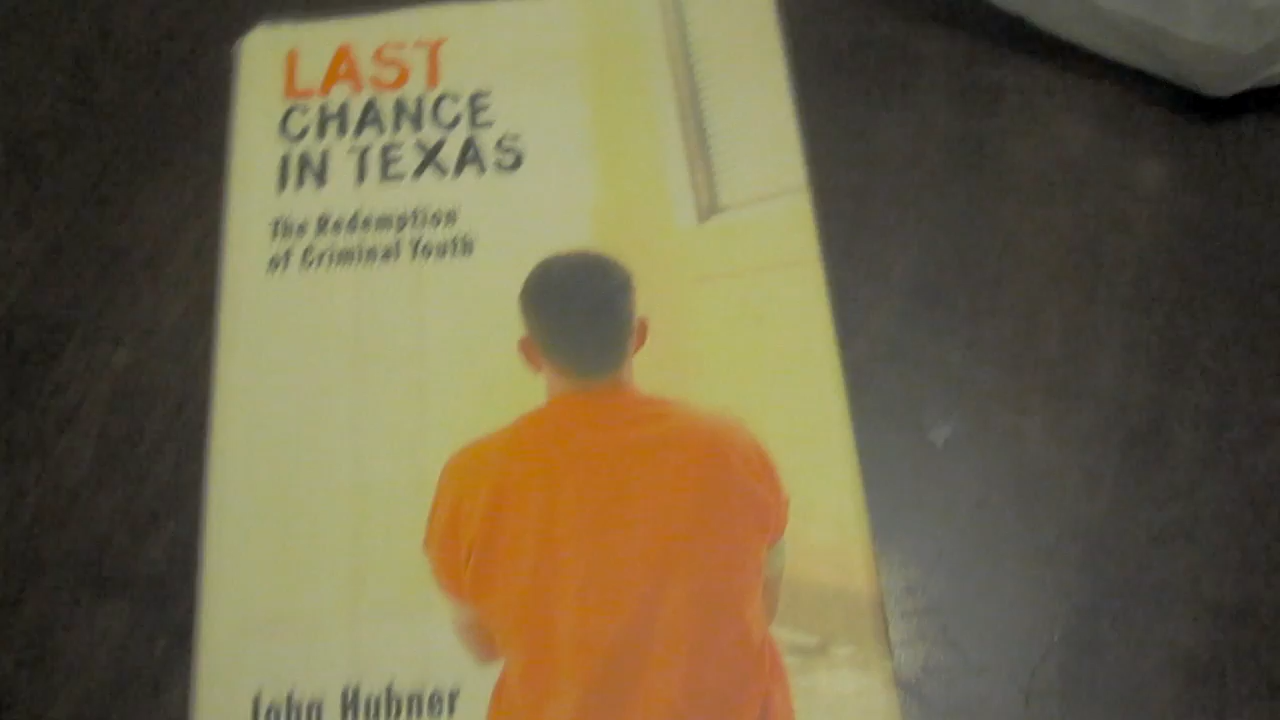 LAST
CHANCE
IN TEXAS
The Redemption
of Criminal Youth
John Hubner